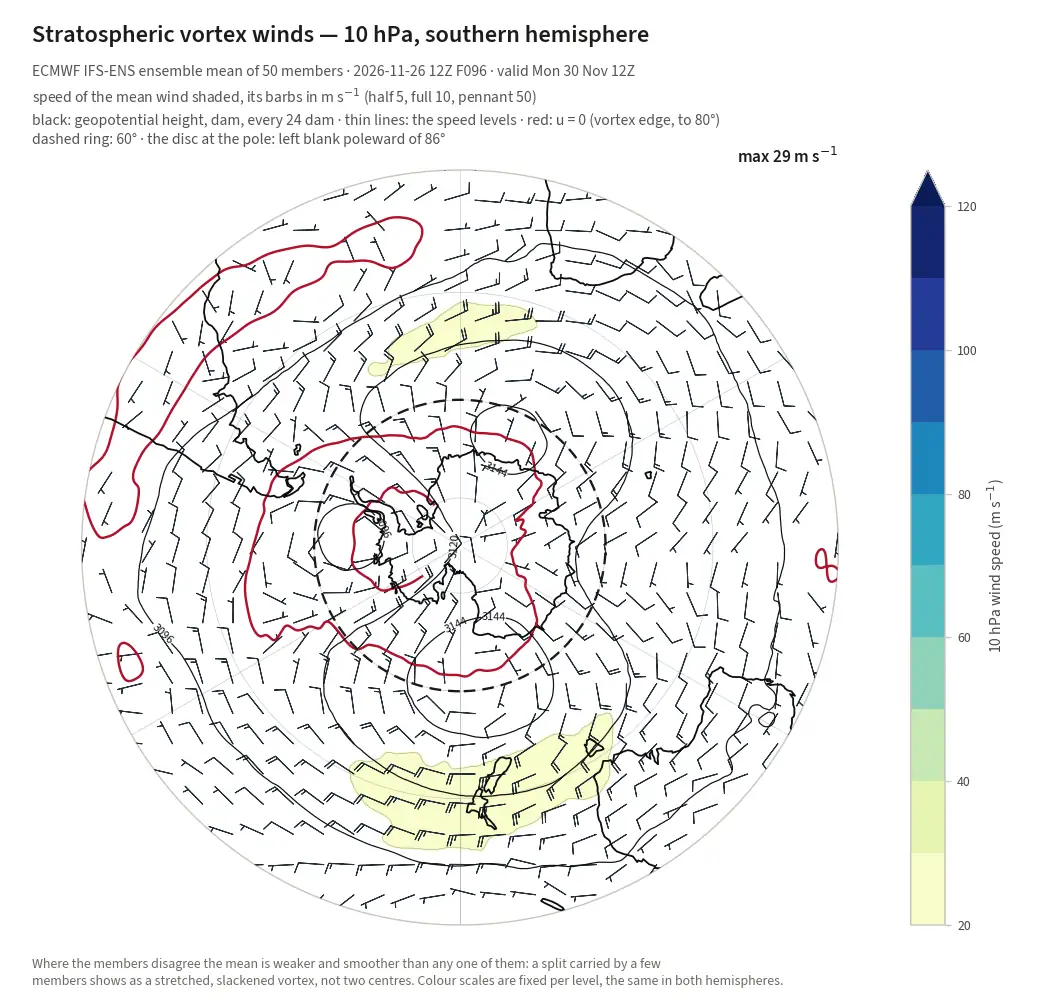 Stratospheric vortex winds — 10 hPa, southern hemisphere
ECMWF IFS-ENS ensemble mean of 50 members · 2026-11-26 12Z F096 · valid Mon 30 Nov 12Z
speed of the mean wind shaded, its barbs in m s⁻¹ (half 5, full 10, pennant 50)
black: geopotential height, dam, every 24 dam · thin lines: the speed levels · red: u = 0 (vortex edge, to 80°)
dashed ring: 60° · the disc at the pole: left blank poleward of 86°
max 29 m s⁻¹
120
100
80
60
40
20
10 hPa wind speed (m s⁻¹)
3144
3096
3120
3144
3144
3096
Where the members disagree the mean is weaker and smoother than any one of them: a split carried by a few
members shows as a stretched, slackened vortex, not two centres. Colour scales are fixed per level, the same in both hemispheres.